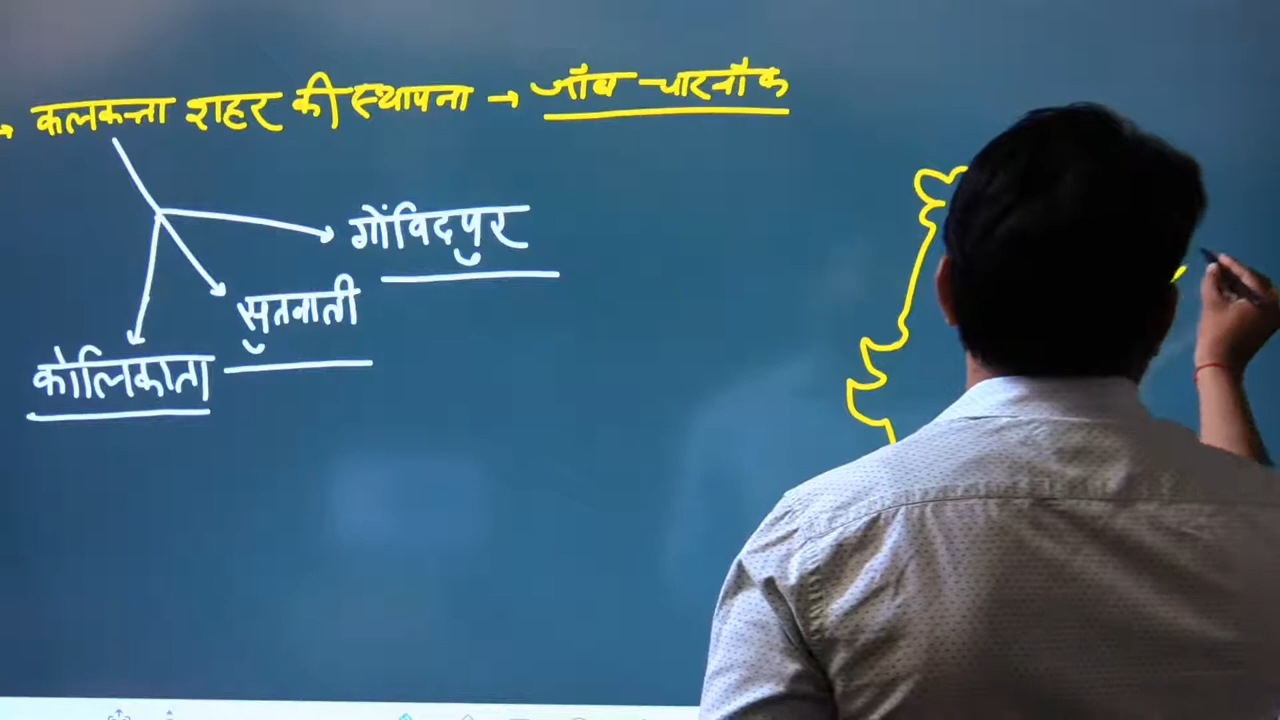 → कलकत्ता शहर की स्थापना → जॉब चारनौक
गोंविदपुर
सुतनाती
कोलिकाता